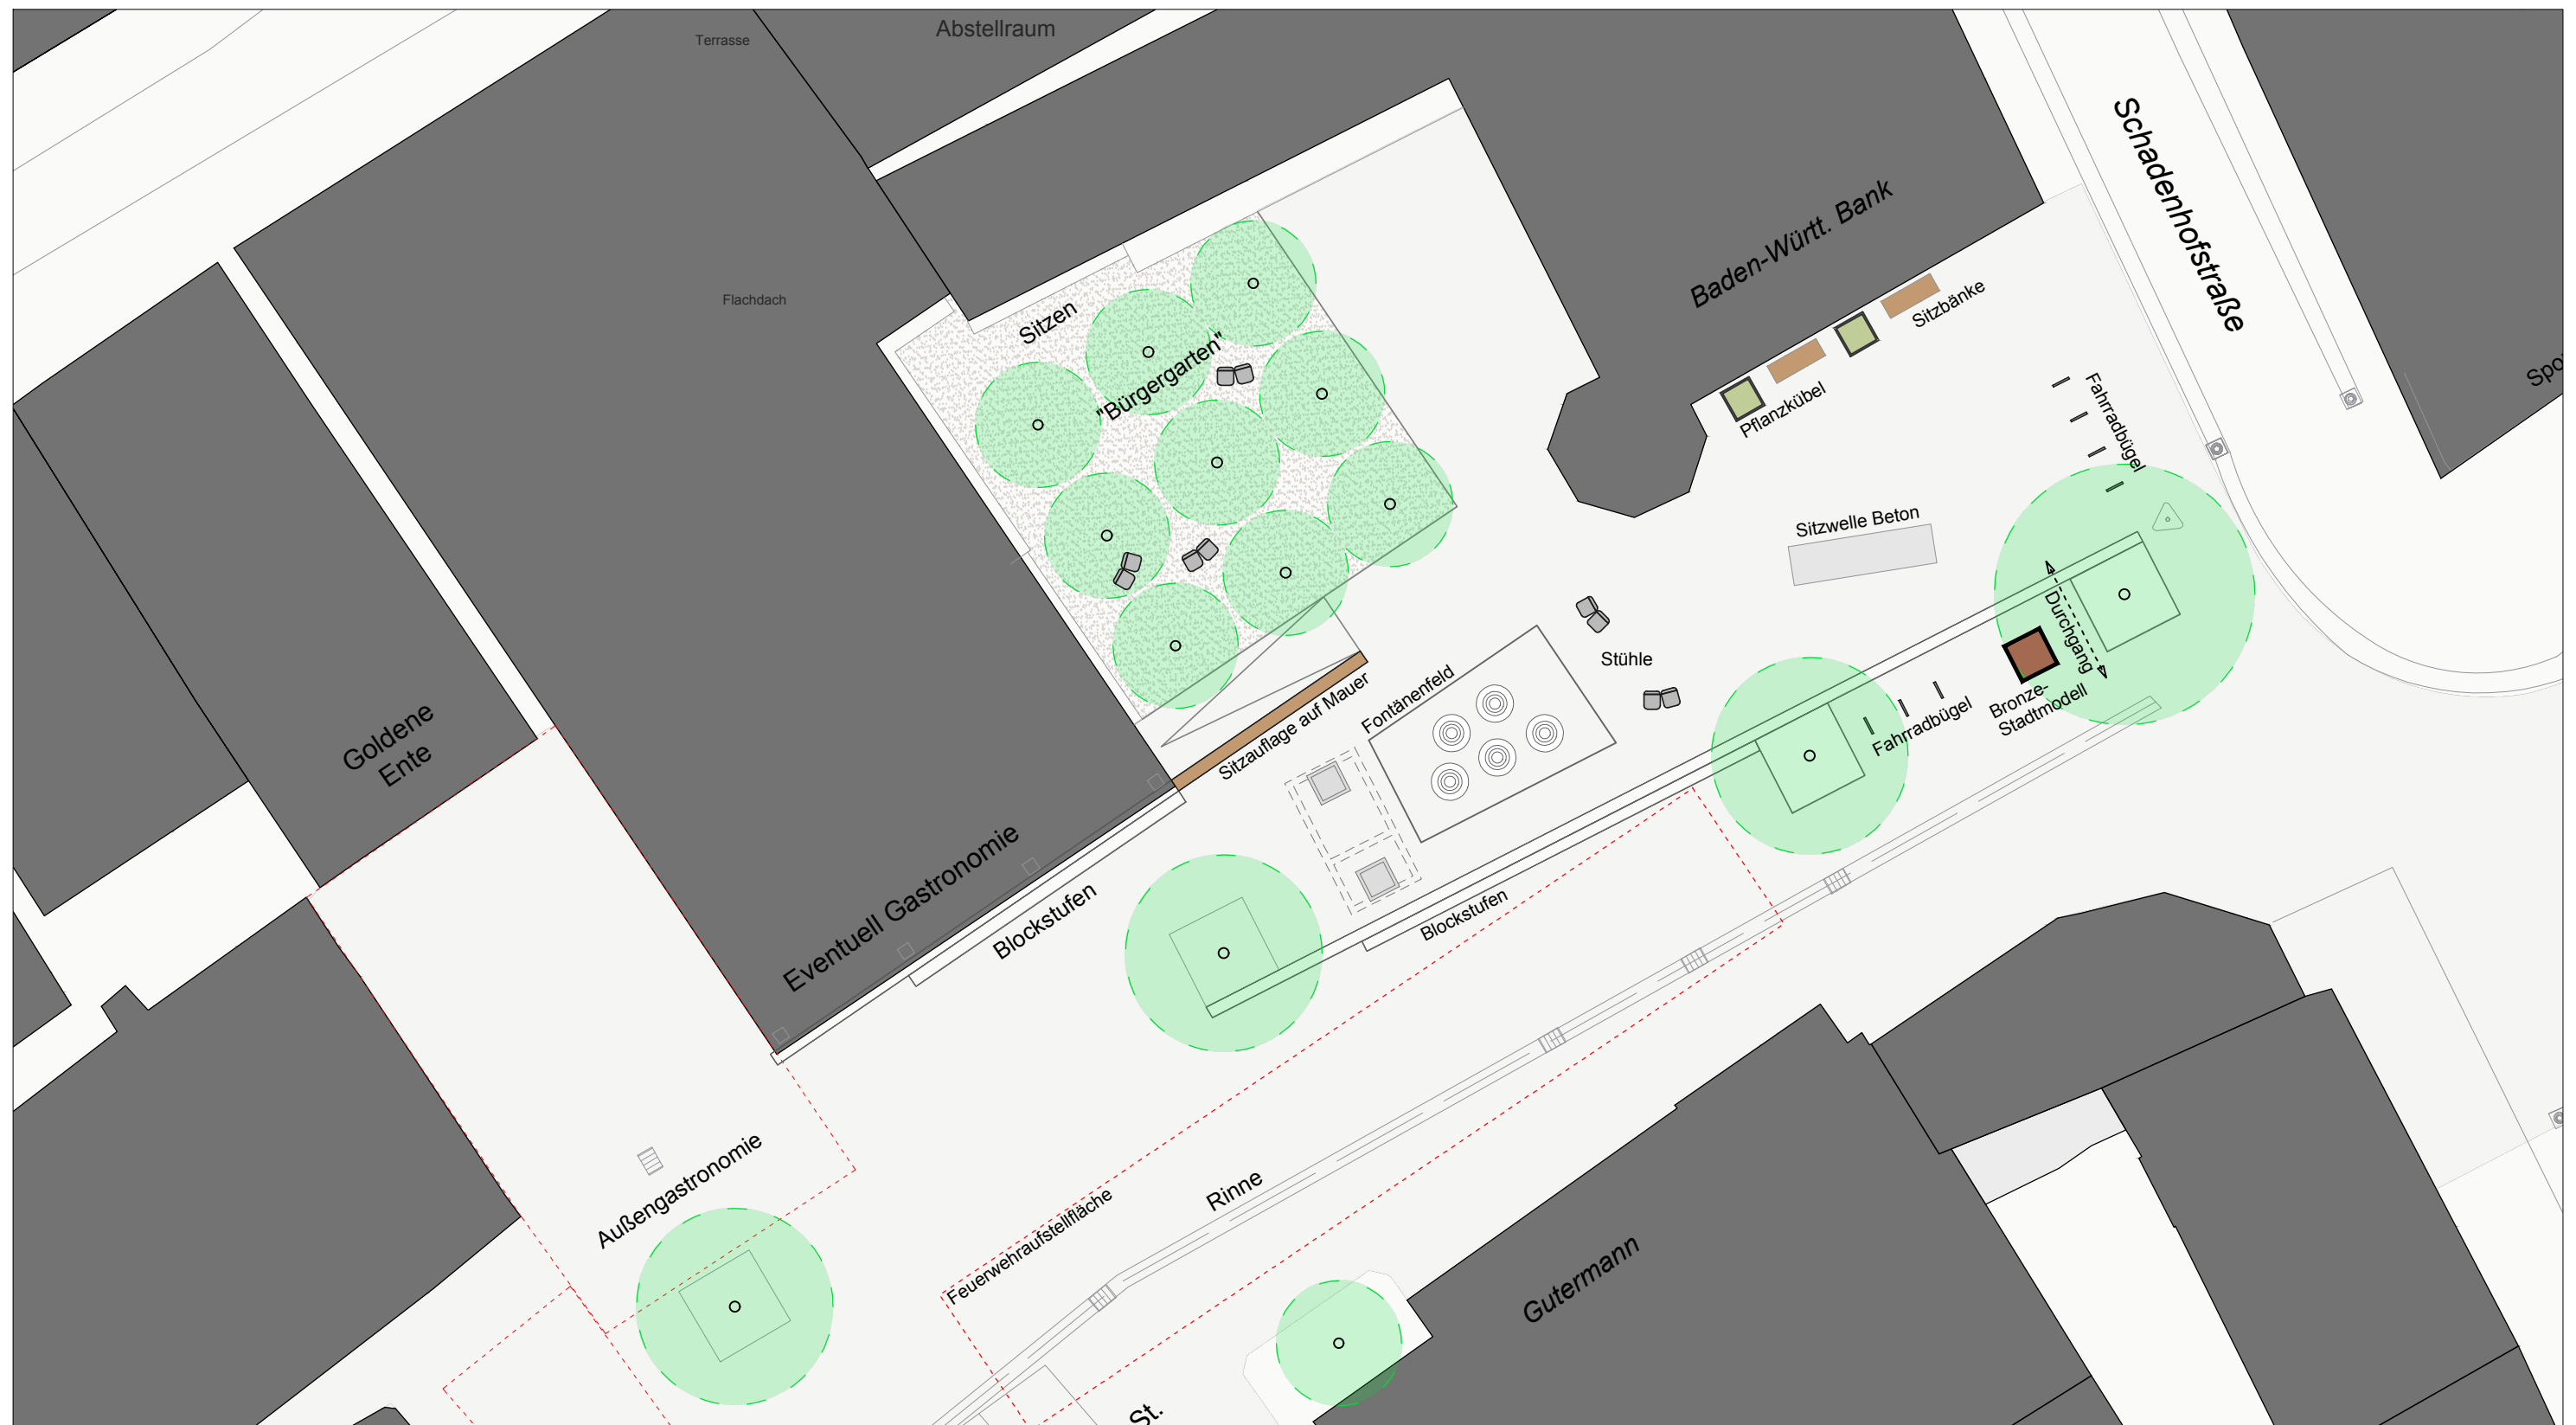 Terrasse
Abstellraum
Schadenhofstraße
Baden-Württ. Bank
Flachdach
Sitzen
"Bürgergarten"
Sitzbänke
Pflanzkübel
Fahrradbügel
Spo
Sitzwelle Beton
Durchgang
Stühle
Fontänenfeld
Sitzauflage auf Mauer
Bronze-
Stadtmodell
Fahrradbügel
Goldene
Ente
Eventuell Gastronomie
Blockstufen
Blockstufen
Außengastronomie
Feuerwehraufstellfläche
Rinne
Gutermann
St.